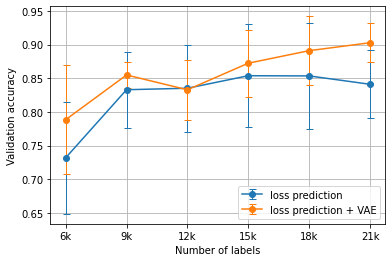 0.95
0.90
0.85
0.80
0.75
0.70
0.65
Validation accuracy
6k 9k 12k 15k 18k 21k
Number of labels
loss prediction
loss prediction + VAE